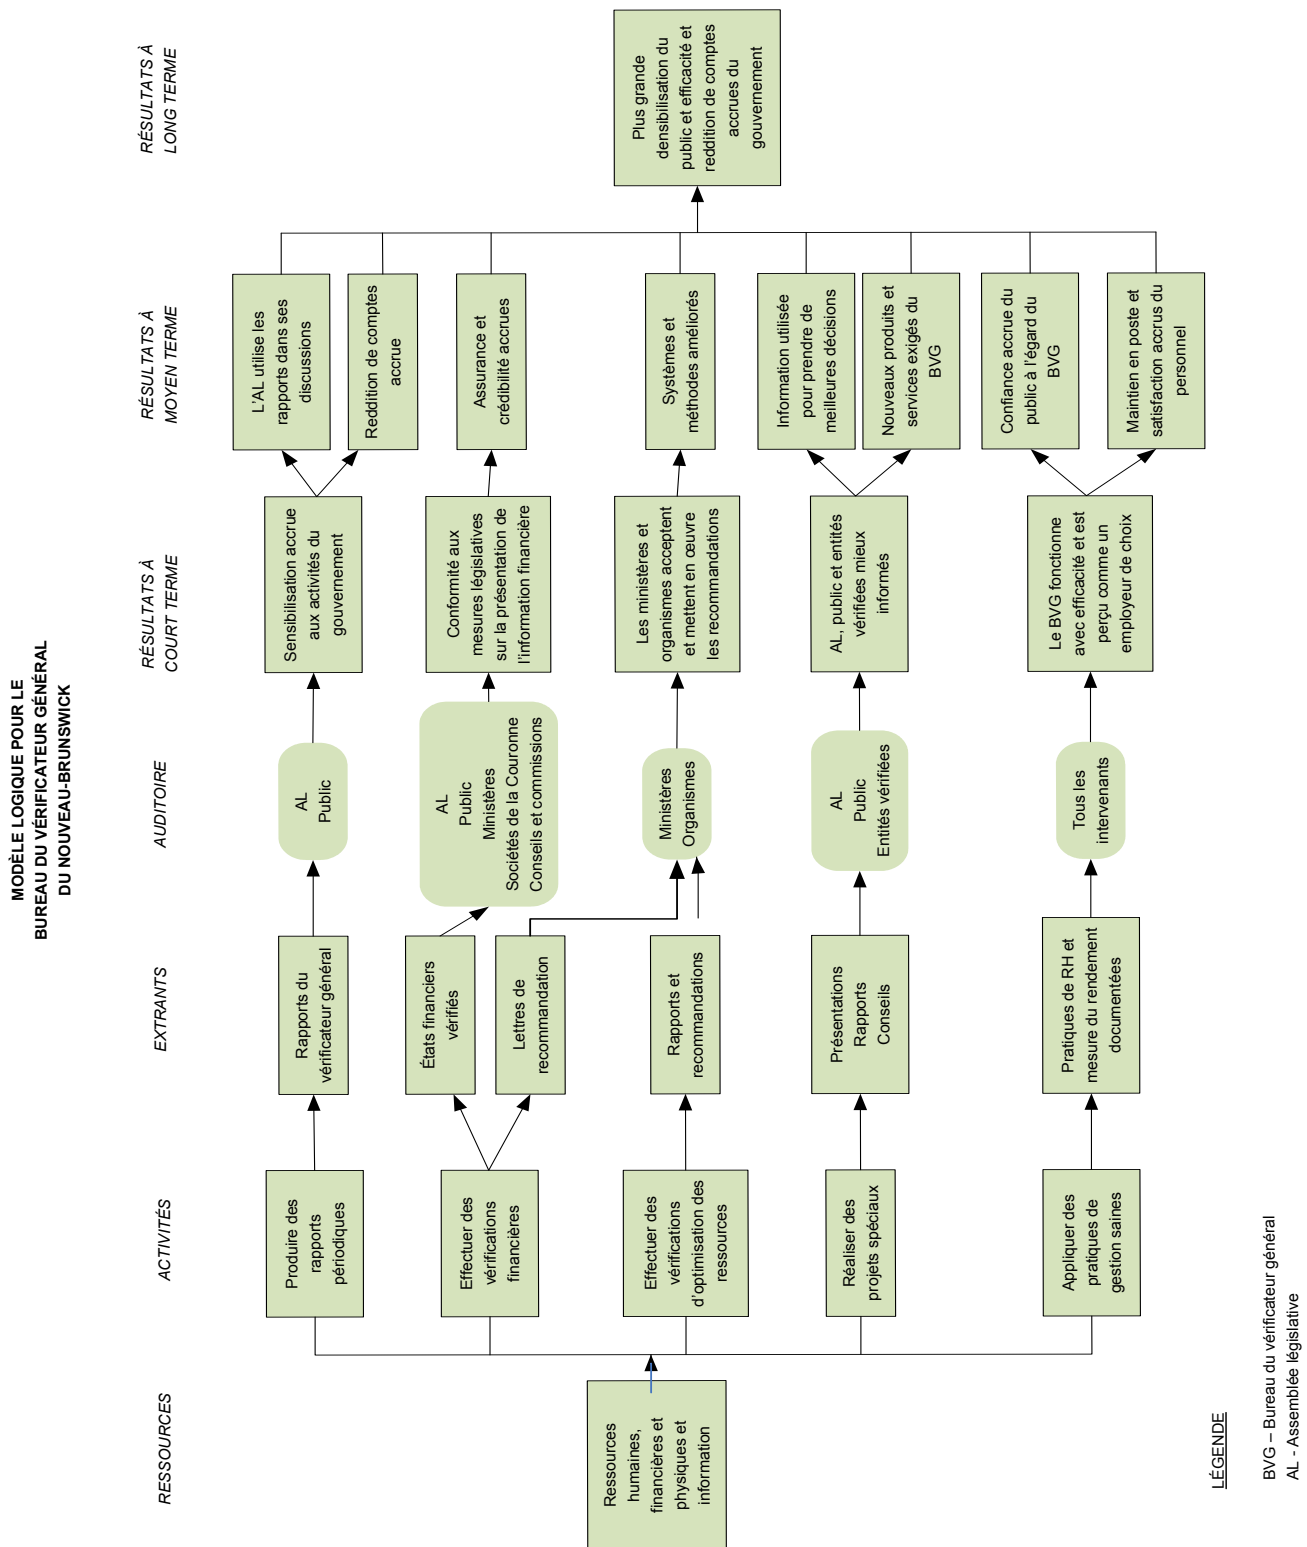 MODÈLE LOGIQUE POUR LE
BUREAU DU VÉRIFICATEUR GÉNÉRAL
DU NOUVEAU-BRUNSWICK
RESSOURCES
ACTIVITÉS
EXTRANTS
AUDITOIRE
RÉSULTATS À
COURT TERME
RÉSULTATS À
MOYEN TERME
RÉSULTATS À
LONG TERME
Ressources
humaines,
financières et
physiques et
information
Produire des
rapports
périodiques
Rapports du
vérificateur général
AL
Public
Sensibilisation accrue
aux activités du
gouvernement
L'AL utilise les
rapports dans ses
discussions
Reddition de comptes
accrue
Effectuer des
vérifications
financières
États financiers
vérifiés
Lettres de
recommandation
AL
Public
Ministères
Sociétés de la Couronne
Conseils et commissions
Conformité aux
mesures législatives
sur la présentation de
l'information financière
Assurance et
crédibilité accrues
Effectuer des
vérifications
d'optimisation des
ressources
Rapports et
recommandations
Ministères
Organismes
Les ministères et
organismes acceptent
et mettent en œuvre
les recommandations
Systèmes et
méthodes améliorés
Réaliser des
projets spéciaux
Présentations
Rapports
Conseils
AL
Public
Entités vérifiées
AL, public et entités
vérifiées mieux
informés
Information utilisée
pour prendre de
meilleures décisions
Nouveaux produits et
services exigés du
BVG
Appliquer des
pratiques de
gestion saines
Pratiques de RH et
mesure du rendement
documentées
Tous les
intervenants
Le BVG fonctionne
avec efficacité et est
perçu comme un
employeur de choix
Confiance accrue du
public à l'égard du
BVG
Maintien en poste et
satisfaction accrus du
personnel
Plus grande
densibilisation du
public et efficacité et
reddition de comptes
accrues du
gouvernement
LÉGENDE
BVG – Bureau du vérificateur général
AL - Assemblée législative